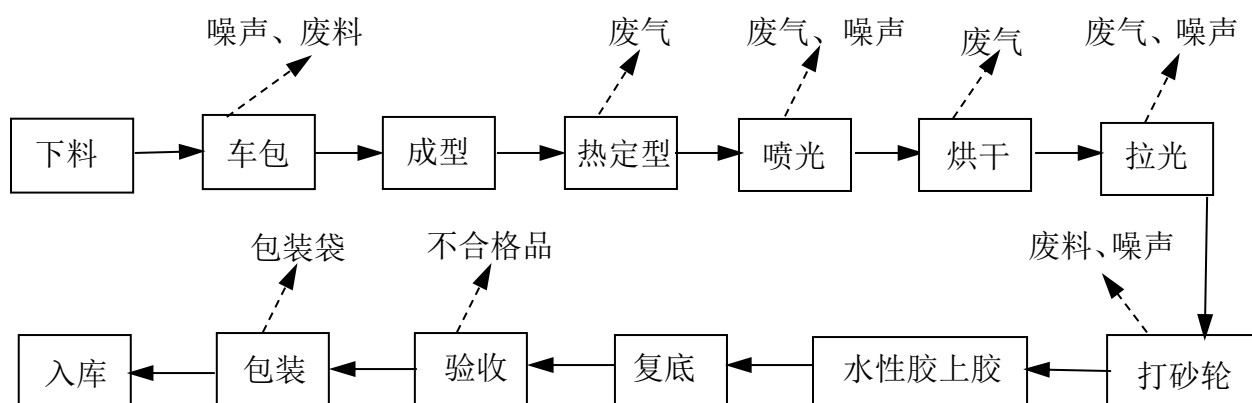 噪声、废料
废气
废气、噪声
废气
废气、噪声
下料
车包
成型
热定型
喷光
烘干
拉光
包装袋
不合格品
废料、噪声
入库
包装
验收
复底
水性胶上胶
打砂轮